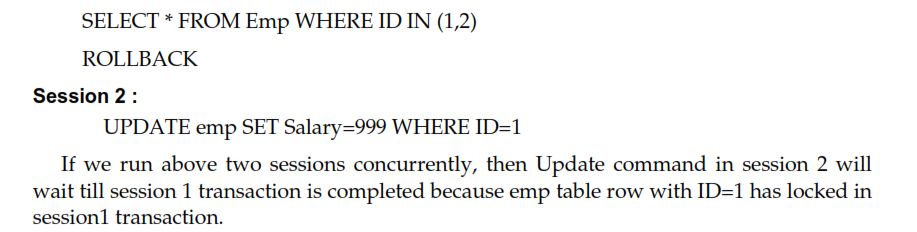 SELECT * FROM Emp WHERE ID IN (1,2)
ROLLBACK
Session 2 :
UPDATE emp SET Salary=999 WHERE ID=1
If we run above two sessions concurrently, then Update command in session 2 will
wait till session 1 transaction is completed because emp table row with ID=1 has locked in
session1 transaction.